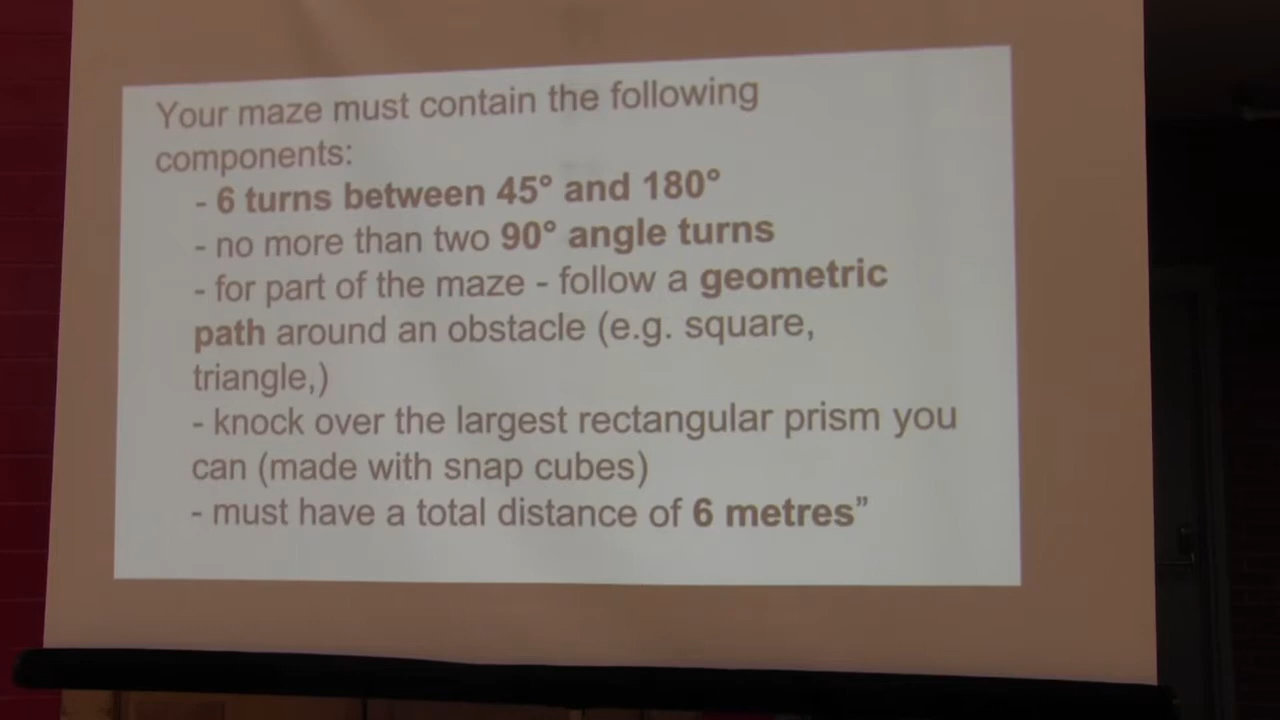 Your maze must contain the following
components:
- 6 turns between 45° and 180°
- no more than two 90° angle turns
- for part of the maze - follow a geometric
path around an obstacle (e.g. square,
triangle,)
- knock over the largest rectangular prism you
can (made with snap cubes)
- must have a total distance of 6 metres”